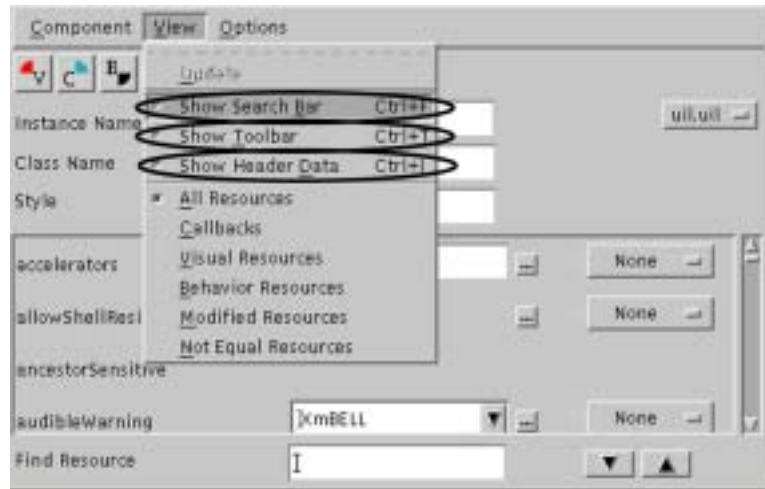 Component View Options
Update
V C
Show Search Bar Ctrl+F
Instance Name uil.uil
Show Toolbar Ctrl+T
Class Name Show Header Data Ctrl+I
Style All Resources
Callbacks
Visual Resources
accelerators None
Behavior Resources
allowShellResi Modified Resources None
Not Equal Resources
ancestorSensitive
audibleWarning XmBELL None
Find Resource